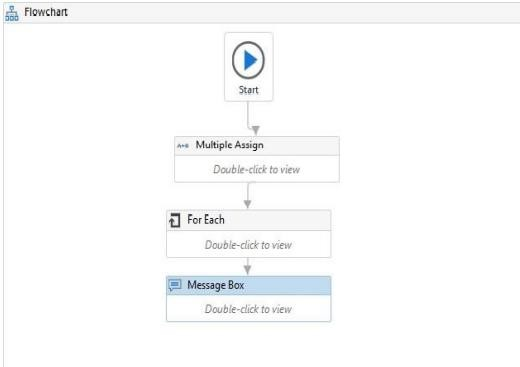 Flowchart
Start
A+B Multiple Assign
Double-click to view
For Each
Double-click to view
Message Box
Double-click to view